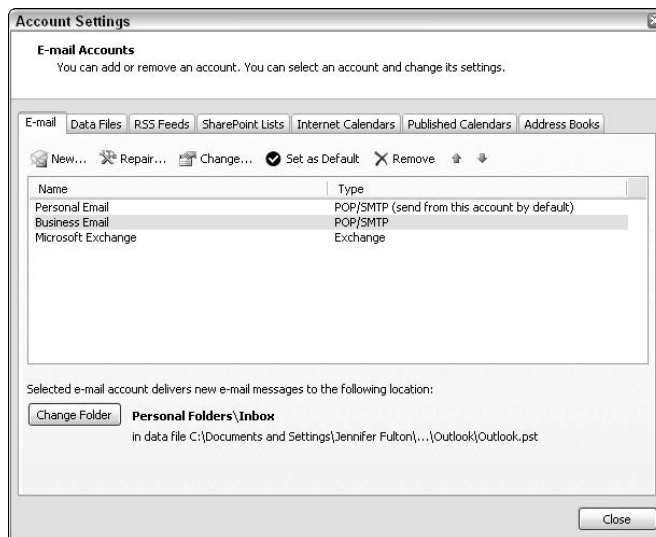 Account Settings
E-mail Accounts
You can add or remove an account. You can select an account and change its settings.
E-mail Data Files RSS Feeds SharePoint Lists Internet Calendars Published Calendars Address Books
New... Repair... Change... Set as Default Remove
Name Type
Personal Email POP/SMTP (send from this account by default)
Business Email POP/SMTP
Microsoft Exchange Exchange
Selected e-mail account delivers new e-mail messages to the following location:
Change Folder Personal Folders\Inbox
in data file C:\Documents and Settings\Jennifer Fulton\...\Outlook\Outlook.pst
Close